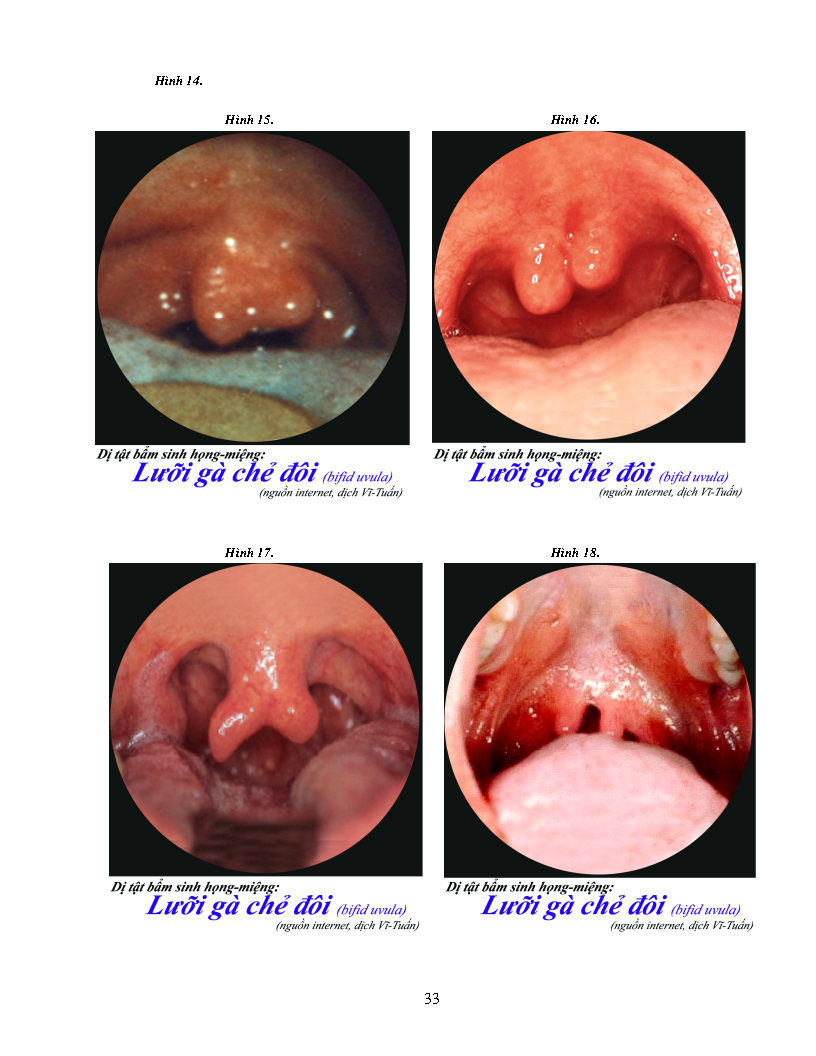 Hình 14.
Hình 15.
Hình 16.
Dị tật bẩm sinh họng-miệng:
Lưỡi gà chẻ đôi (bifid uvula)
(nguồn internet, dịch Vĩ-Tuấn)
Dị tật bẩm sinh họng-miệng:
Lưỡi gà chẻ đôi (bifid uvula)
(nguồn internet, dịch Vĩ-Tuấn)
Hình 17.
Hình 18.
Dị tật bẩm sinh họng-miệng:
Lưỡi gà chẻ đôi (bifid uvula)
(nguồn internet, dịch Vĩ-Tuấn)
Dị tật bẩm sinh họng-miệng:
Lưỡi gà chẻ đôi (bifid uvula)
(nguồn internet, dịch Vĩ-Tuấn)
33